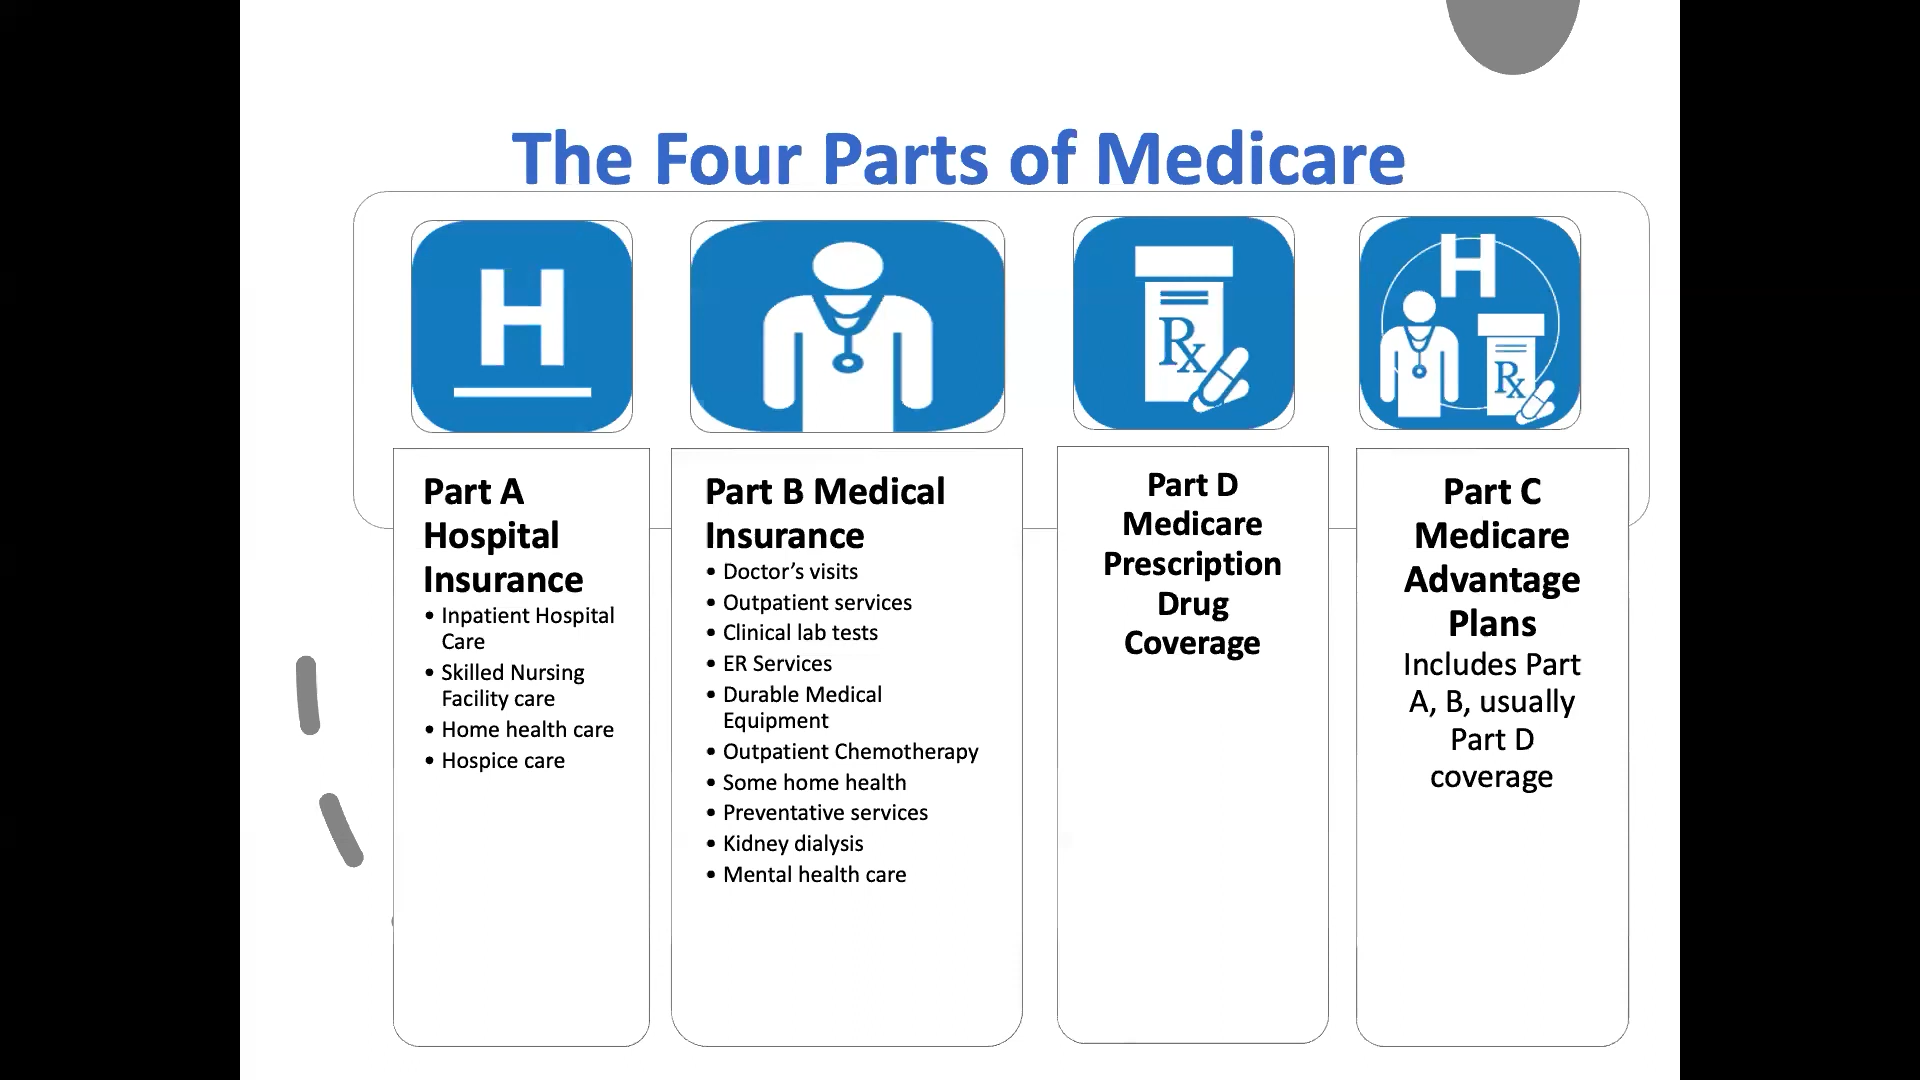 The Four Parts of Medicare
H
Rx
H
Rx
Part A
Hospital
Insurance
• Inpatient Hospital
Care
• Skilled Nursing
Facility care
• Home health care
• Hospice care
Part B Medical
Insurance
• Doctor’s visits
• Outpatient services
• Clinical lab tests
• ER Services
• Durable Medical
Equipment
• Outpatient Chemotherapy
• Some home health
• Preventative services
• Kidney dialysis
• Mental health care
Part D
Medicare
Prescription
Drug
Coverage
Part C
Medicare
Advantage
Plans
Includes Part
A, B, usually
Part D
coverage